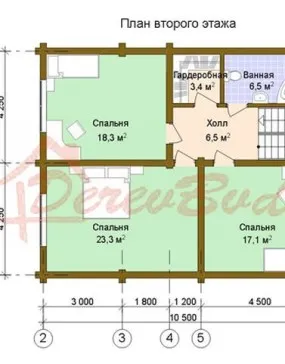 План второго этажа
Гардеробная
3,4 м²
Ванная
6,5 м²
Спальня
18,3 м²
Холл
6,5 м²
4 250
DerevBud
4 250
Спальня
23,3 м²
Спальня
17,1 м²
3 000
1 800
1 200
4 500
10 500
2
3
4
5